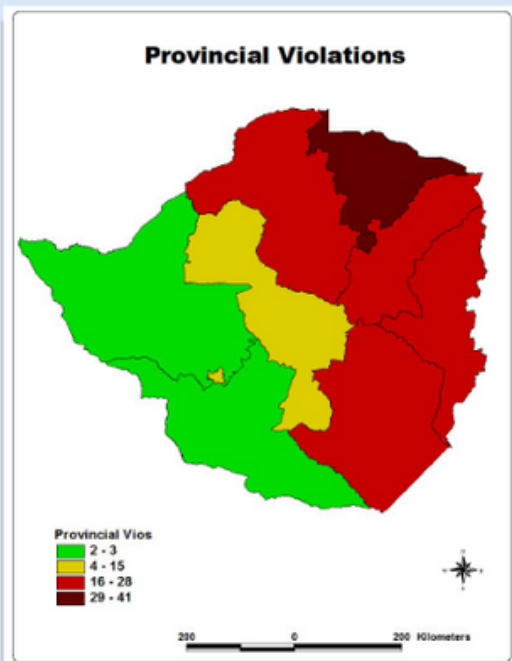 Provincial Violations
Provincial Vios
2 - 3
4 - 15
16 - 28
29 - 41
200 0 200 Kilometers